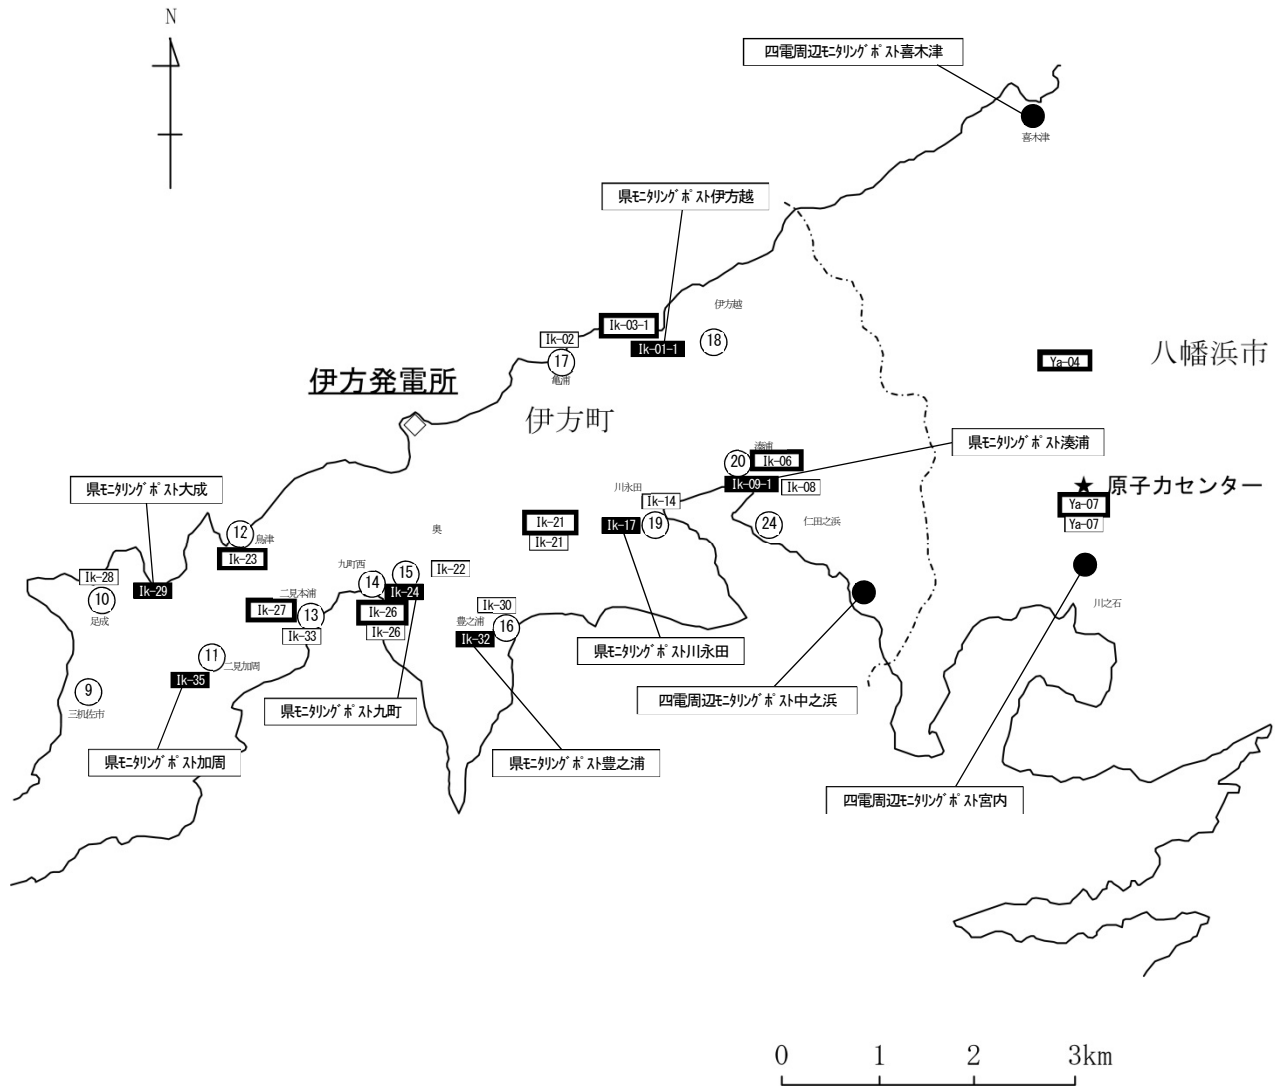 N
四電周辺ﾓﾆﾀﾘﾝｸﾞﾎﾟｽﾄ喜木津
喜木津
県ﾓﾆﾀﾘﾝｸﾞﾎﾟｽﾄ伊方越
伊方越
Ik-03-1
Ik-02
Ik-01-1
18
17
亀浦
Ya-04
八幡浜市
伊方発電所
伊方町
県ﾓﾆﾀﾘﾝｸﾞﾎﾟｽﾄ湊浦
湊浦
20
Ik-06
Ik-09-1
Ik-08
★ 原子力センター
Ya-07
Ya-07
県ﾓﾆﾀﾘﾝｸﾞﾎﾟｽﾄ大成
川永田
Ik-14
Ik-21
Ik-21
Ik-17
19
24
仁田之浜
奥
12
鳥津
Ik-23
Ik-28
Ik-29
10
足成
九町西
14
15
Ik-22
Ik-24
二見本浦
Ik-27
13
Ik-33
Ik-26
Ik-26
Ik-30
豊之浦
16
Ik-32
川之石
11
二見加周
Ik-35
9
三机佐市
県ﾓﾆﾀﾘﾝｸﾞﾎﾟｽﾄ川永田
四電周辺ﾓﾆﾀﾘﾝｸﾞﾎﾟｽﾄ中之浜
県ﾓﾆﾀﾘﾝｸﾞﾎﾟｽﾄ九町
県ﾓﾆﾀﾘﾝｸﾞﾎﾟｽﾄ加周
県ﾓﾆﾀﾘﾝｸﾞﾎﾟｽﾄ豊之浦
四電周辺ﾓﾆﾀﾘﾝｸﾞﾎﾟｽﾄ宮内
0 1 2 3km